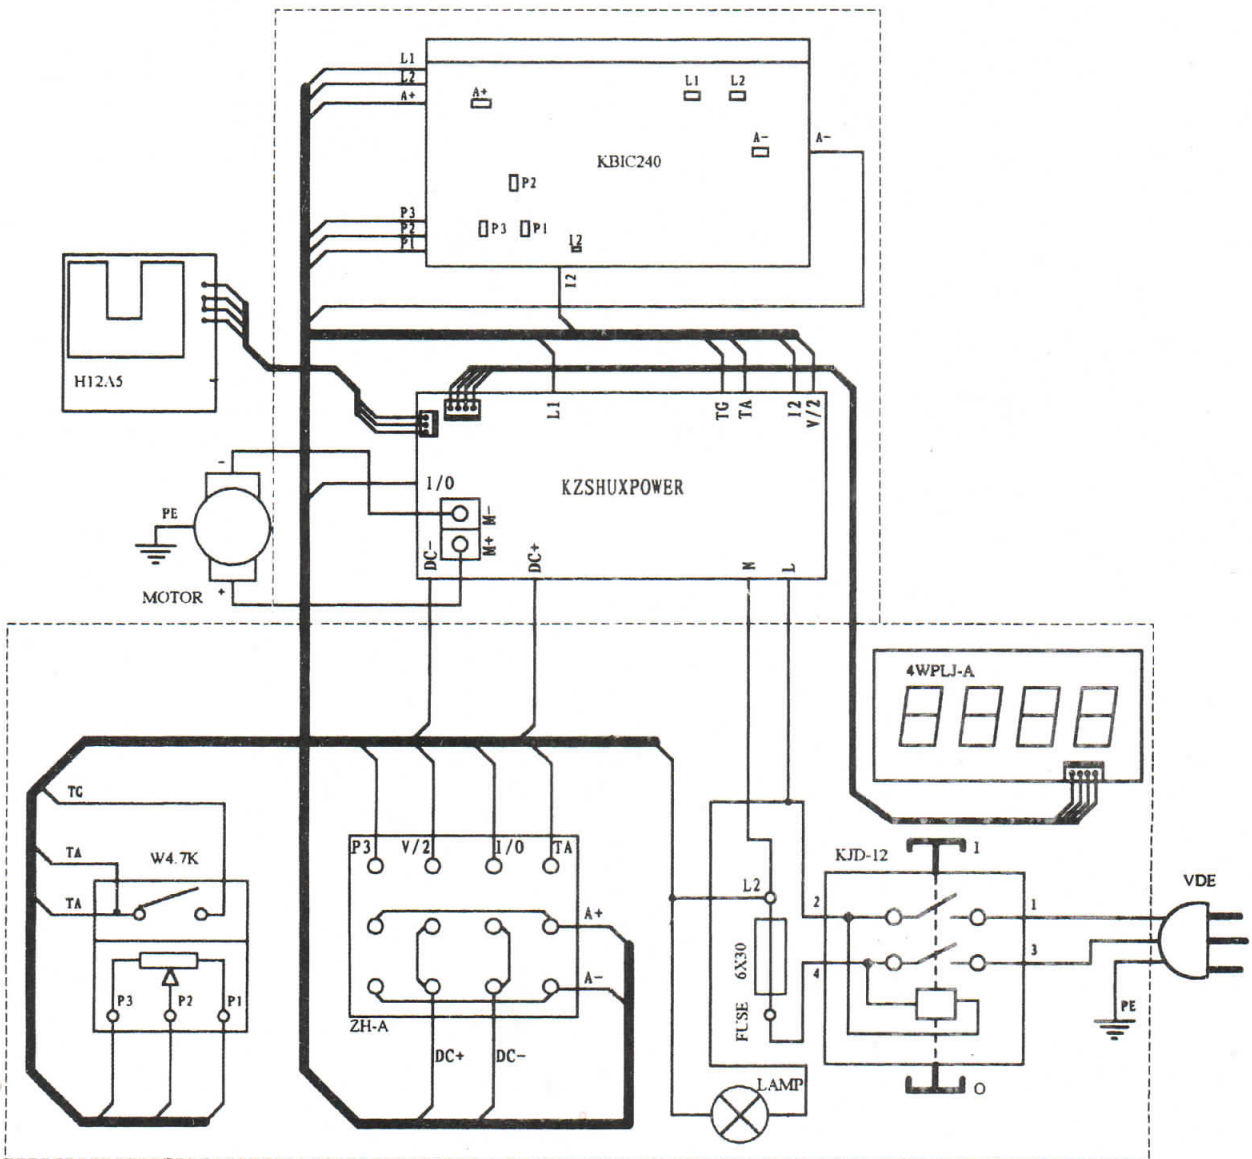 L1
L2
A+
A+
L1
L2
A-
A-
KBIC240
P2
P3
P2
P1
P3
P1
I2
I2
H12A5
L1
TG
TA
I2
V/2
I/0
KZSHUXPOWER
M-
M+
DC-
DC+
N
L
-
PE
MOTOR
+
4WPLJ-A
TG
TA
TA
W4.7K
P3
P2
P1
P3
V/2
I/0
TA
A+
A-
ZH-A
DC+
DC-
L2
6X30
FUSE
LAMP
KJD-12
I
2
4
1
3
O
VDE
PE